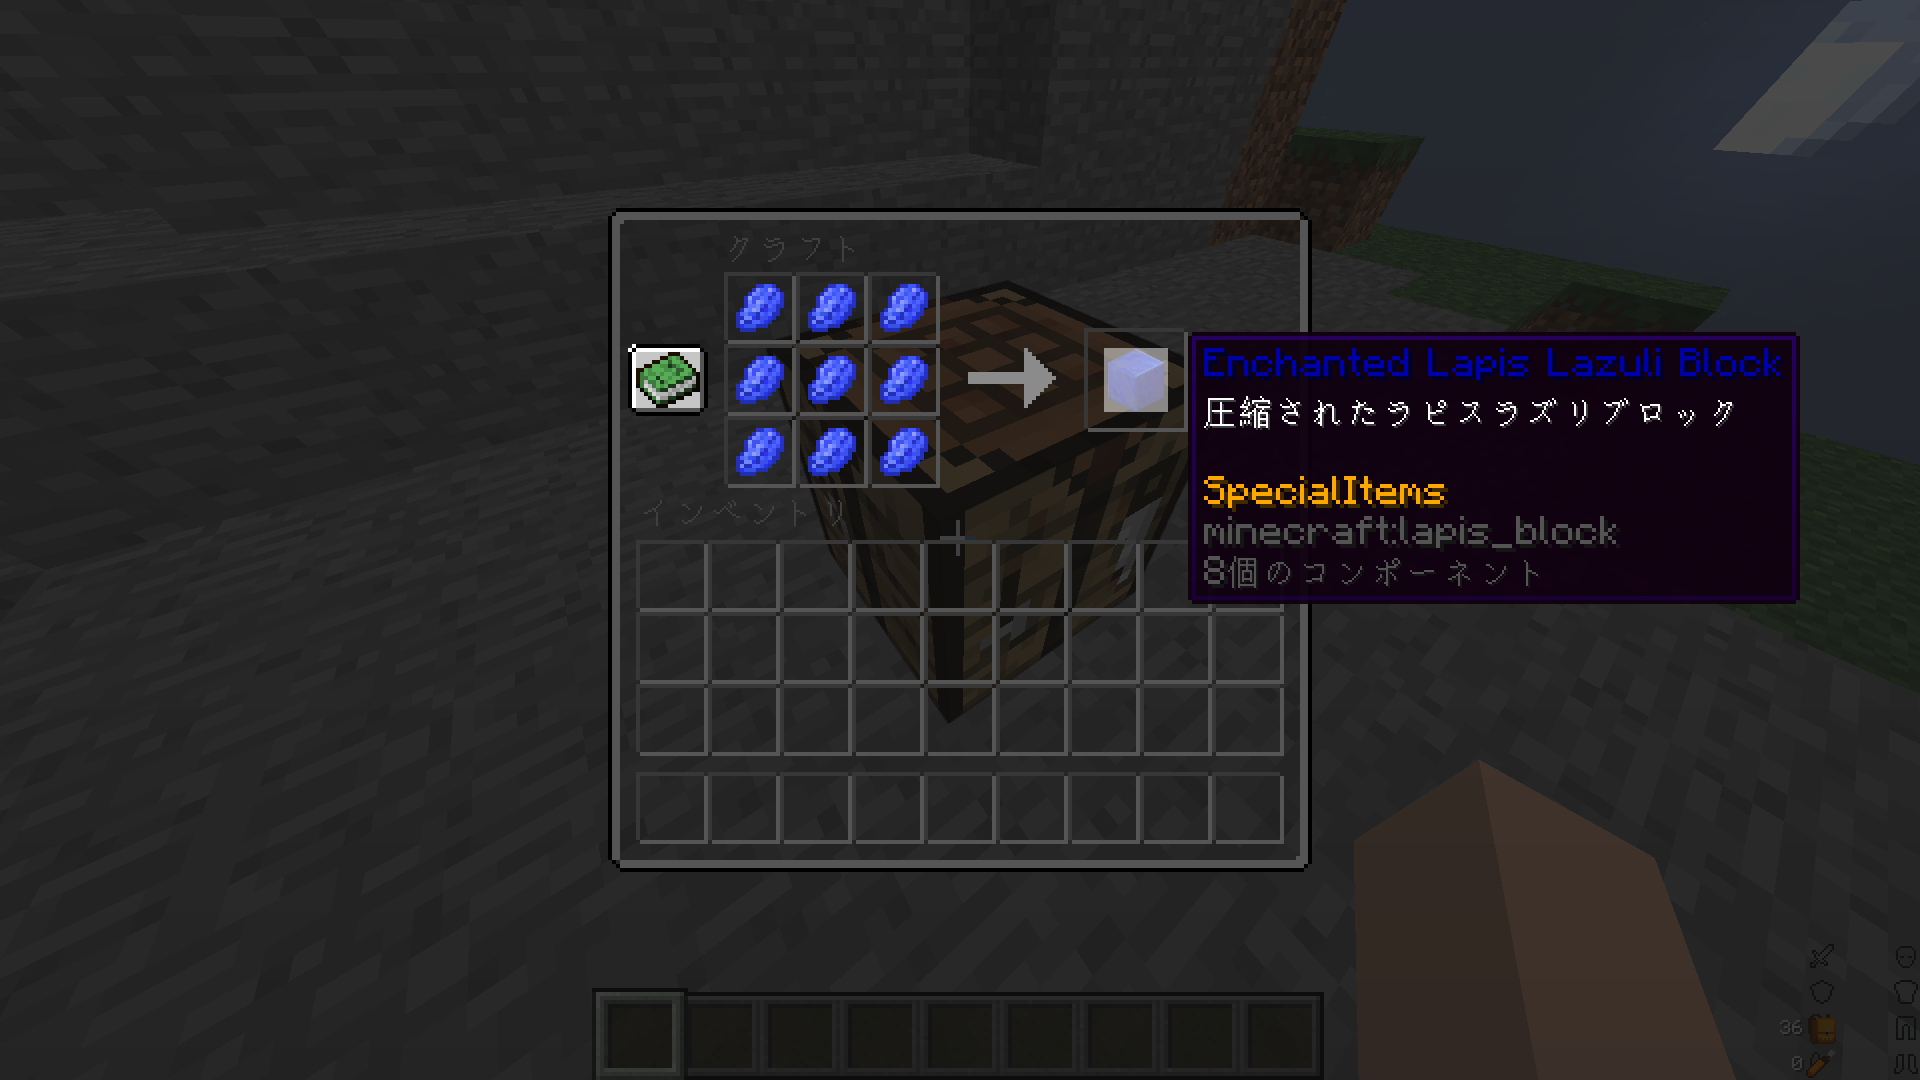 クラフト
Enchanted Lapis Lazuli Block
圧縮されたラピスラズリブロック
SpecialItems
minecraft:lapis_block
8個のコンポーネント
インベントリ
36
0